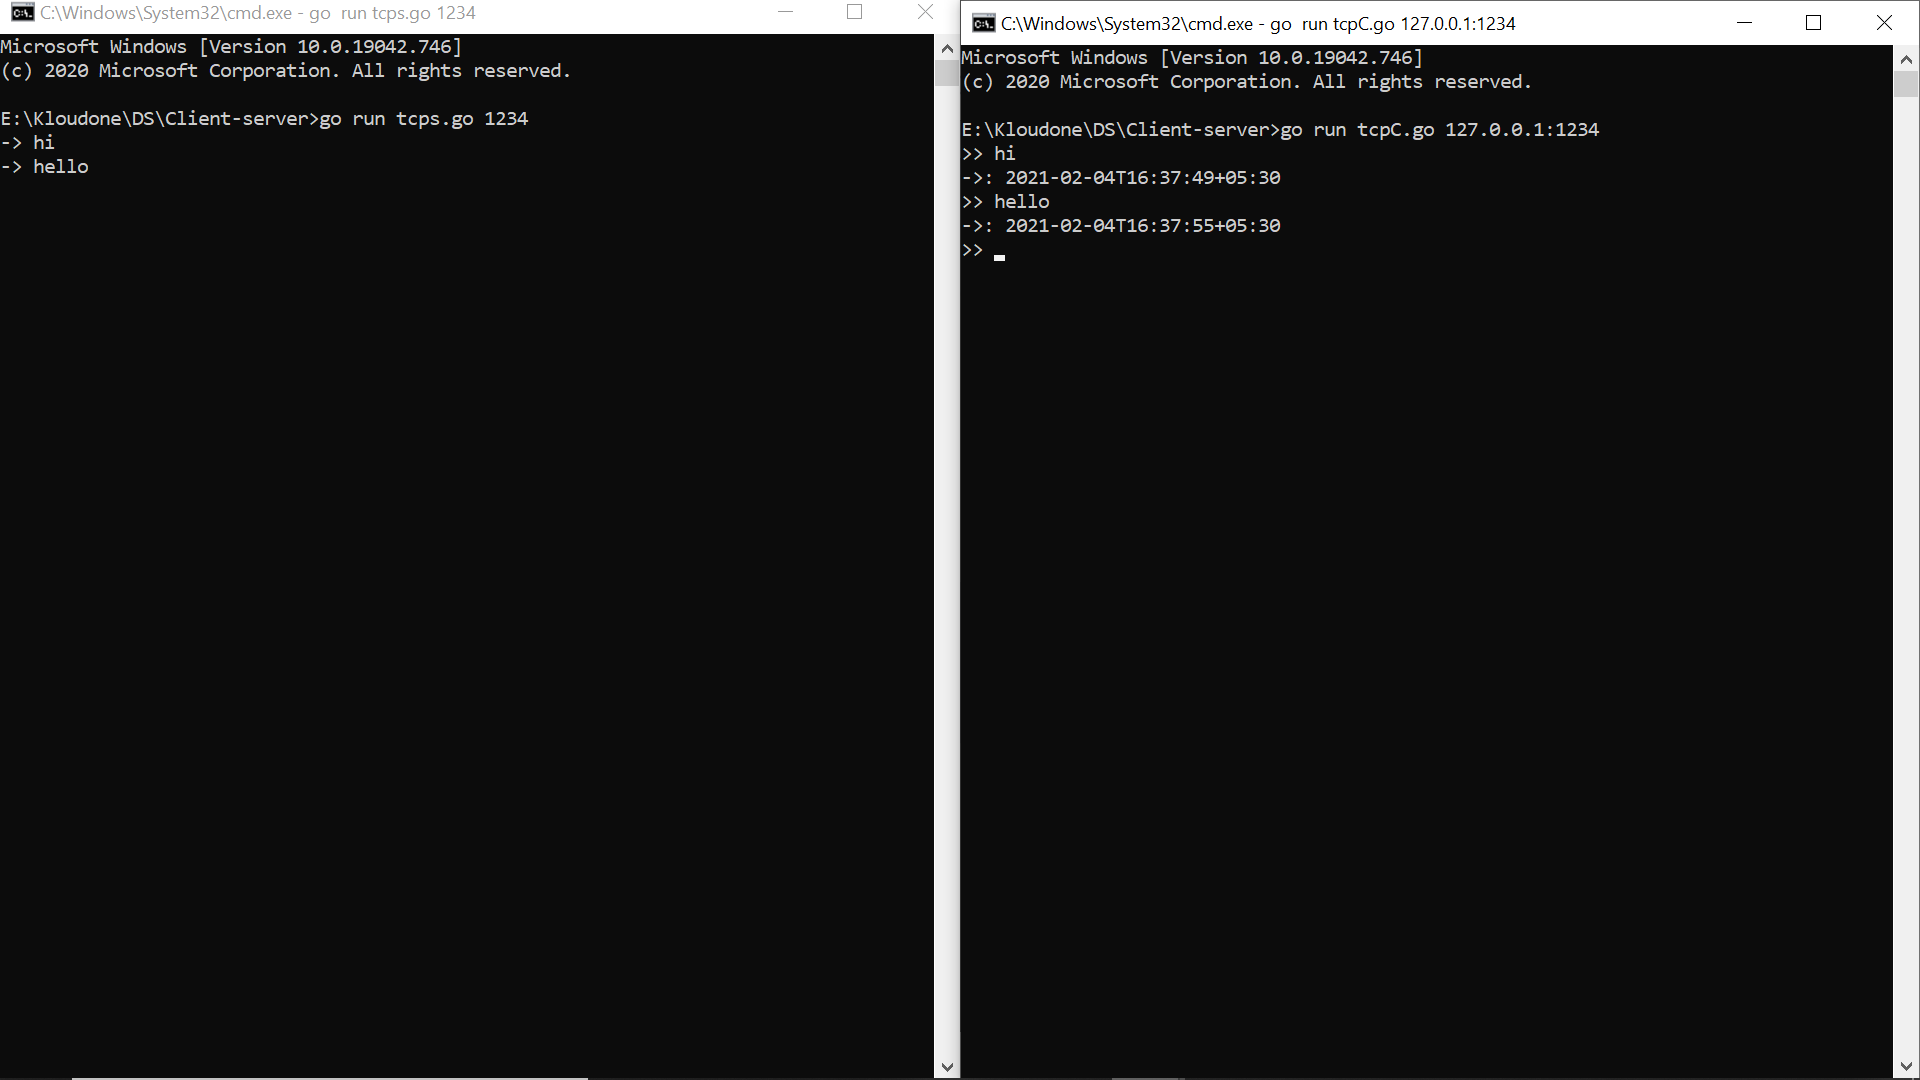 C:\Windows\System32\cmd.exe - go  run tcps.go 1234
Microsoft Windows [Version 10.0.19042.746]
(c) 2020 Microsoft Corporation. All rights reserved.
E:\Kloudone\DS\Client-server>go run tcps.go 1234
-> hi
-> hello
C:\Windows\System32\cmd.exe - go  run tcpC.go 127.0.0.1:1234
Microsoft Windows [Version 10.0.19042.746]
(c) 2020 Microsoft Corporation. All rights reserved.
E:\Kloudone\DS\Client-server>go run tcpC.go 127.0.0.1:1234
>> hi
->: 2021-02-04T16:37:49+05:30
>> hello
->: 2021-02-04T16:37:55+05:30
>>